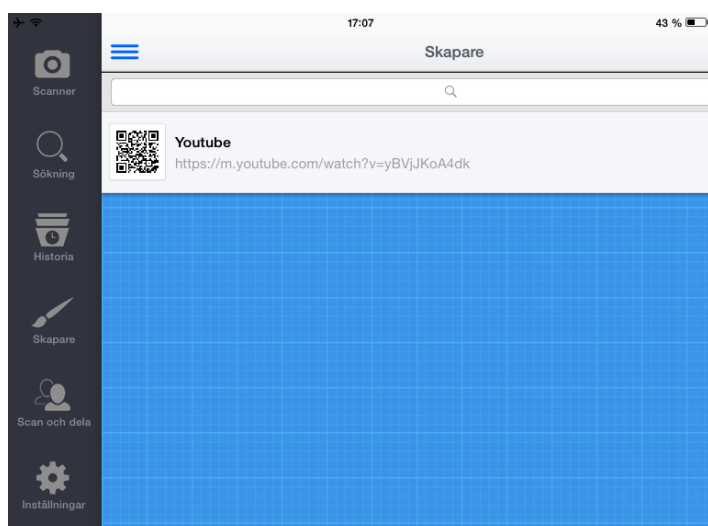 17:07
43 %
Skapare
Scanner
Youtube
https://m.youtube.com/watch?v=yBVjJKoA4dk
Sökning
Historia
Skapare
Scan och dela
Inställningar